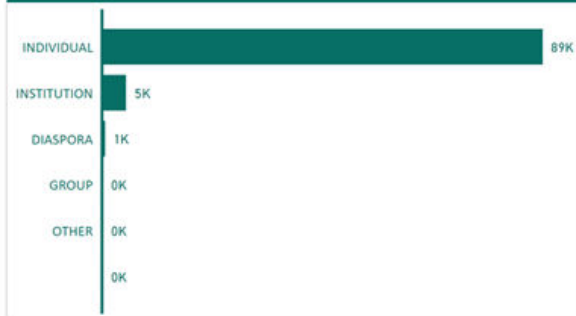 INDIVIDUAL 89K
INSTITUTION 5K
DIASPORA 1K
GROUP 0K
OTHER 0K
0K